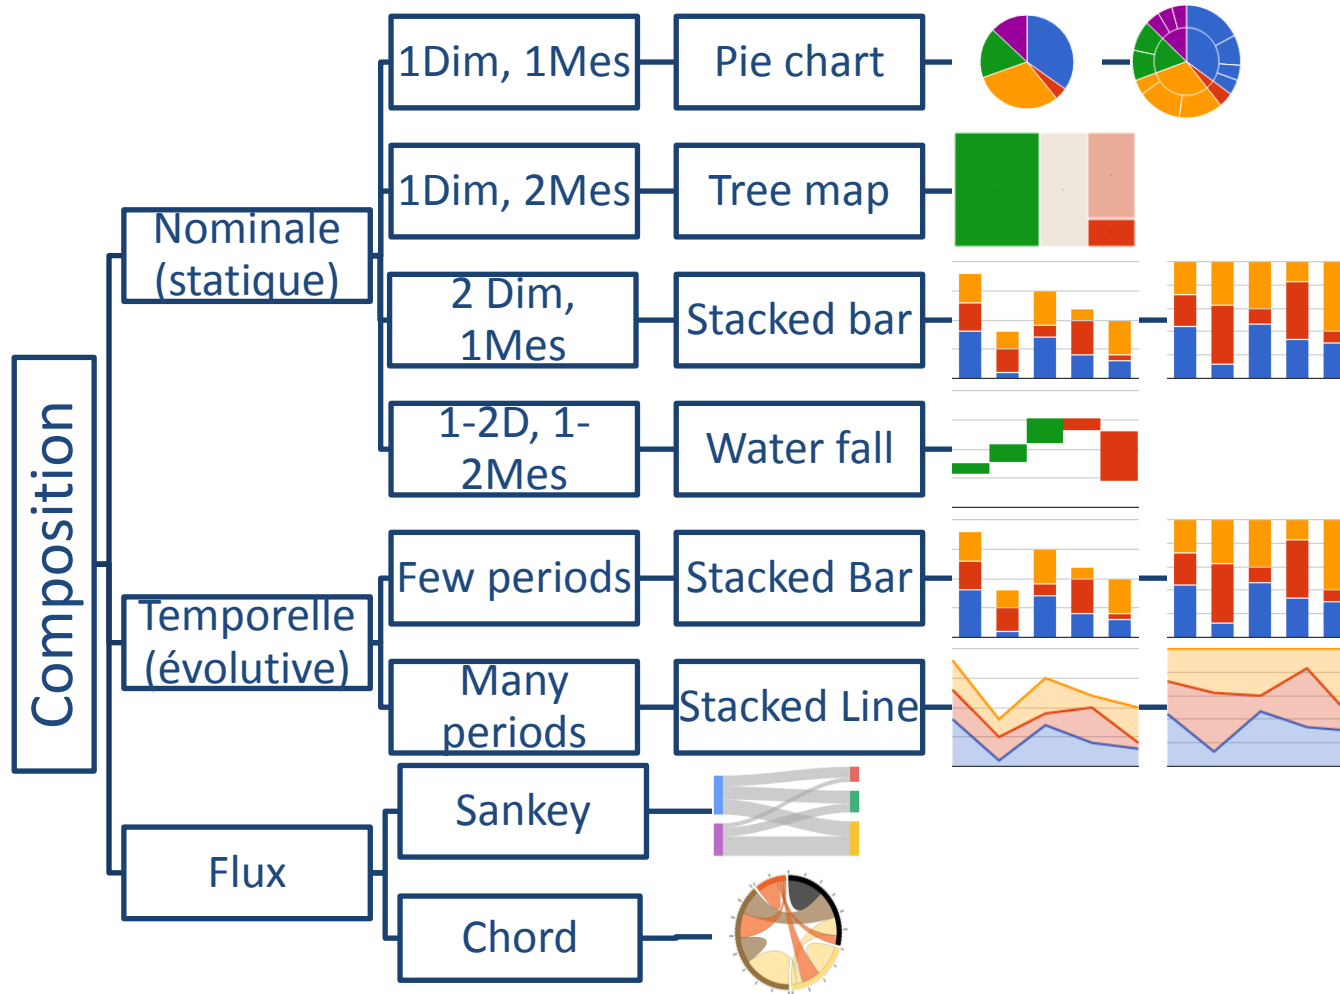 Composition
Nominale
(statique)
1Dim, 1Mes
Pie chart
1Dim, 2Mes
Tree map
2 Dim,
1Mes
Stacked bar
1-2D, 1-
2Mes
Water fall
Temporelle
(évolutive)
Few periods
Stacked Bar
Many
periods
Stacked Line
Flux
Sankey
Chord